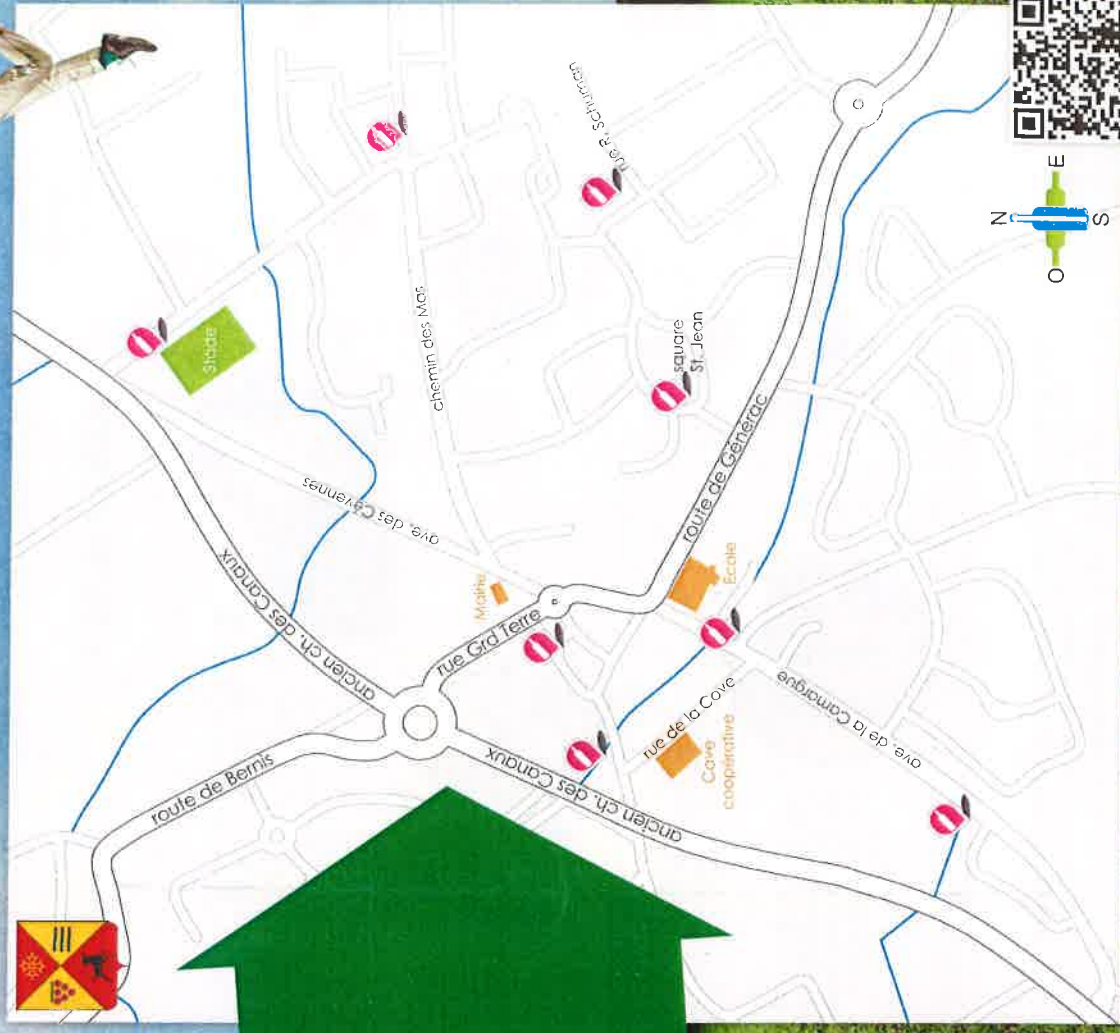 rue R. Schuman
Stade
chemin des Mas
square
St. Jean
ave. des Cévennes
route de Générac
ancien ch. des Canaux
Mairie
Ecole
rue Grd Terre
route de Bernis
rue de la Cave
Cave
coopérative
ave. de la Camargue
ancien ch. des Canaux
N
O
E
S